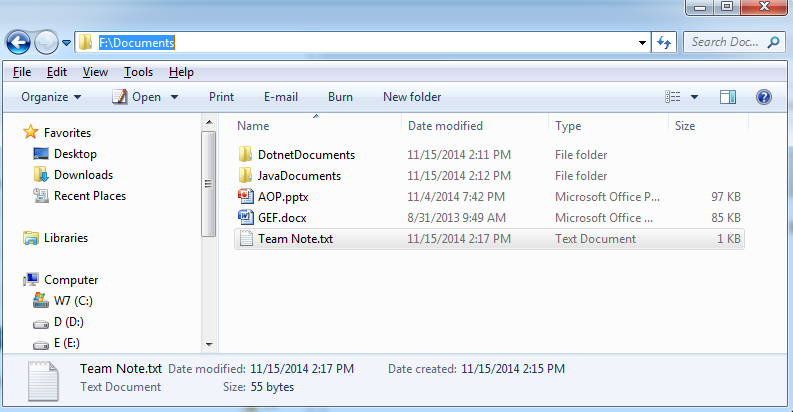 F:\Documents
Search Doc...
File Edit View Tools Help
Organize Open Print E-mail Burn New folder
Name Date modified Type Size
Favorites
Desktop
Downloads
Recent Places
Libraries
Computer
W7 (C:)
D (D:)
E (E:)
DotnetDocuments 11/15/2014 2:11 PM File folder
JavaDocuments 11/15/2014 2:12 PM File folder
AOP.pptx 11/4/2014 7:42 PM Microsoft Office P... 97 KB
GEF.docx 8/31/2013 9:49 AM Microsoft Office ... 85 KB
Team Note.txt 11/15/2014 2:17 PM Text Document 1 KB
Team Note.txt Date modified: 11/15/2014 2:17 PM Date created: 11/15/2014 2:15 PM
Text Document Size: 55 bytes